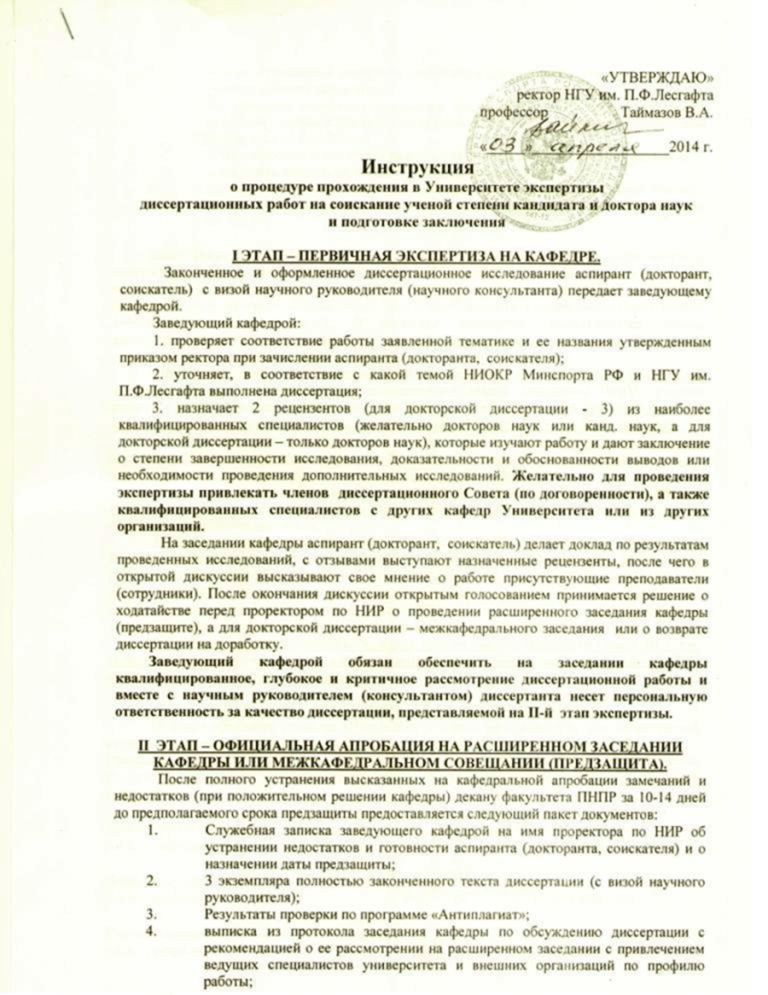 «УТВЕРЖДАЮ»
ректор НГУ им. П.Ф.Лесгафта
профессор Таймазов В.А.
«03» апреля 2014 г.
Инструкция
о процедуре прохождения в Университете экспертизы
диссертационных работ на соискание ученой степени кандидата и доктора наук
и подготовке заключения
I ЭТАП – ПЕРВИЧНАЯ ЭКСПЕРТИЗА НА КАФЕДРЕ.
Законченное и оформленное диссертационное исследование аспирант (докторант,
соискатель) с визой научного руководителя (научного консультанта) передает заведующему
кафедрой.
Заведующий кафедрой:
1. проверяет соответствие работы заявленной тематике и ее названия утвержденным
приказом ректора при зачислении аспиранта (докторанта, соискателя);
2. уточняет, в соответствие с какой темой НИОКР Минспорта РФ и НГУ им.
П.Ф.Лесгафта выполнена диссертация;
3. назначает 2 рецензентов (для докторской диссертации - 3) из наиболее
квалифицированных специалистов (желательно докторов наук или канд. наук, а для
докторской диссертации – только докторов наук), которые изучают работу и дают заключение
о степени завершенности исследования, доказательности и обоснованности выводов или
необходимости проведения дополнительных исследований. Желательно для проведения
экспертизы привлекать членов диссертационного Совета (по договоренности), а также
квалифицированных специалистов с других кафедр Университета или из других
организаций.
На заседании кафедры аспирант (докторант, соискатель) делает доклад по результатам
проведенных исследований, с отзывами выступают назначенные рецензенты, после чего в
открытой дискуссии высказывают свое мнение о работе присутствующие преподаватели
(сотрудники). После окончания дискуссии открытым голосованием принимается решение о
ходатайстве перед проректором по НИР о проведении расширенного заседания кафедры
(предзащите), а для докторской диссертации – межкафедрального заседания или о возврате
диссертации на доработку.
Заведующий кафедрой обязан обеспечить на заседании кафедры
квалифицированное, глубокое и критичное рассмотрение диссертационной работы и
вместе с научным руководителем (консультантом) диссертанта несет персональную
ответственность за качество диссертации, представляемой на II-й этап экспертизы.
II ЭТАП – ОФИЦИАЛЬНАЯ АПРОБАЦИЯ НА РАСШИРЕННОМ ЗАСЕДАНИИ
КАФЕДРЫ ИЛИ МЕЖКАФЕДРАЛЬНОМ СОВЕЩАНИИ (ПРЕДЗАЩИТА).
После полного устранения высказанных на кафедральной апробации замечаний и
недостатков (при положительном решении кафедры) декану факультета ПНПР за 10-14 дней
до предполагаемого срока предзащиты предоставляется следующий пакет документов:
1. Служебная записка заведующего кафедрой на имя проректора по НИР об
устранении недостатков и готовности аспиранта (докторанта, соискателя) и о
назначении даты предзащиты;
2. 3 экземпляра полностью законченного текста диссертации (с визой научного
руководителя);
3. Результаты проверки по программе «Антиплагиат»;
4. выписка из протокола заседания кафедры по обсуждению диссертации с
рекомендацией о ее рассмотрении на расширенном заседании с привлечением
ведущих специалистов университета и внешних организаций по профилю
работы;